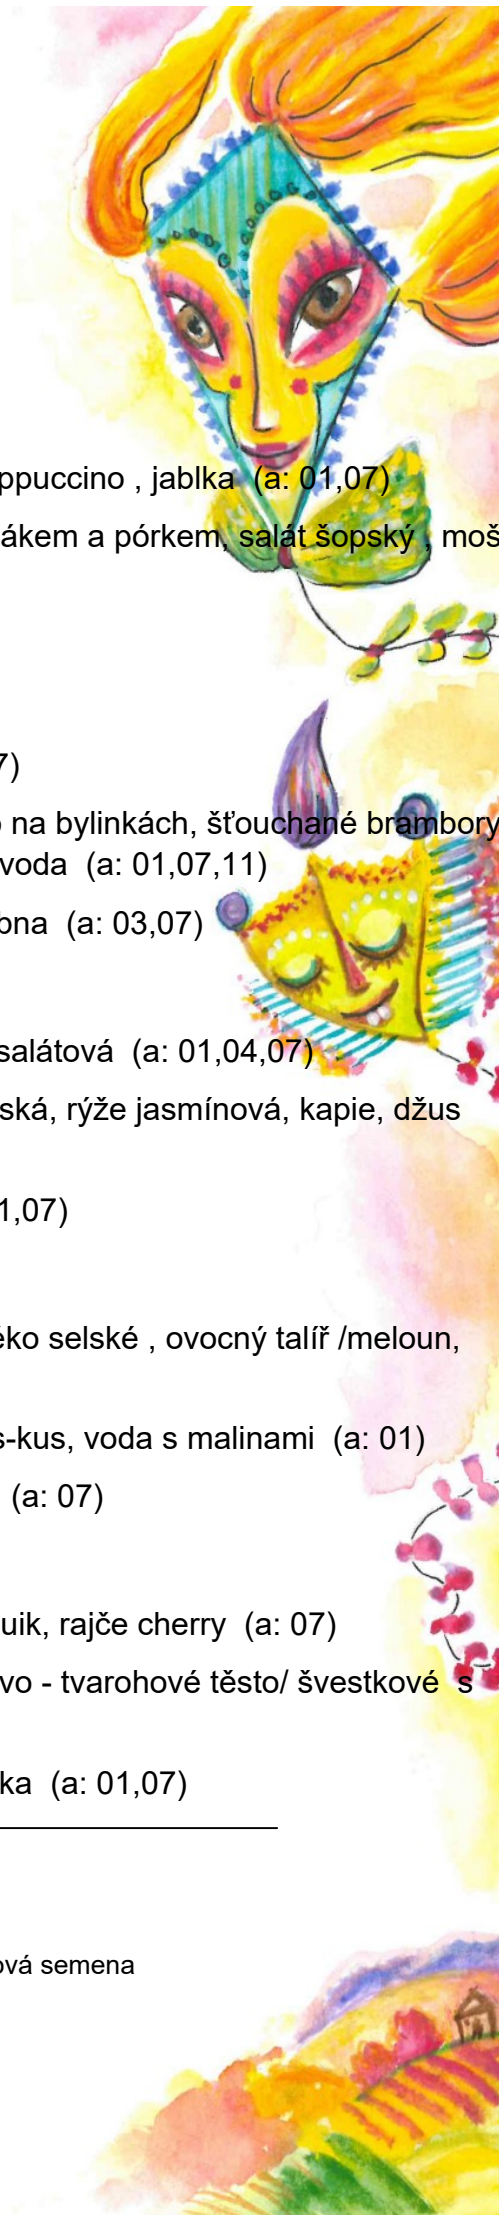 ppuccino , jablka (a: 01,07)
ákem a pórkem, salát šopský , moš
7)
o na bylinkách, šťouchané brambory
voda (a: 01,07,11)
bna (a: 03,07)
salátová (a: 01,04,07)
ská, rýže jasmínová, kapie, džus
1,07)
éko selské , ovocný talíř /meloun,
s-kus, voda s malinami (a: 01)
(a: 07)
uik, rajče cherry (a: 07)
vo - tvarohové těsto/ švestkové s
ka (a: 01,07)
ová semena